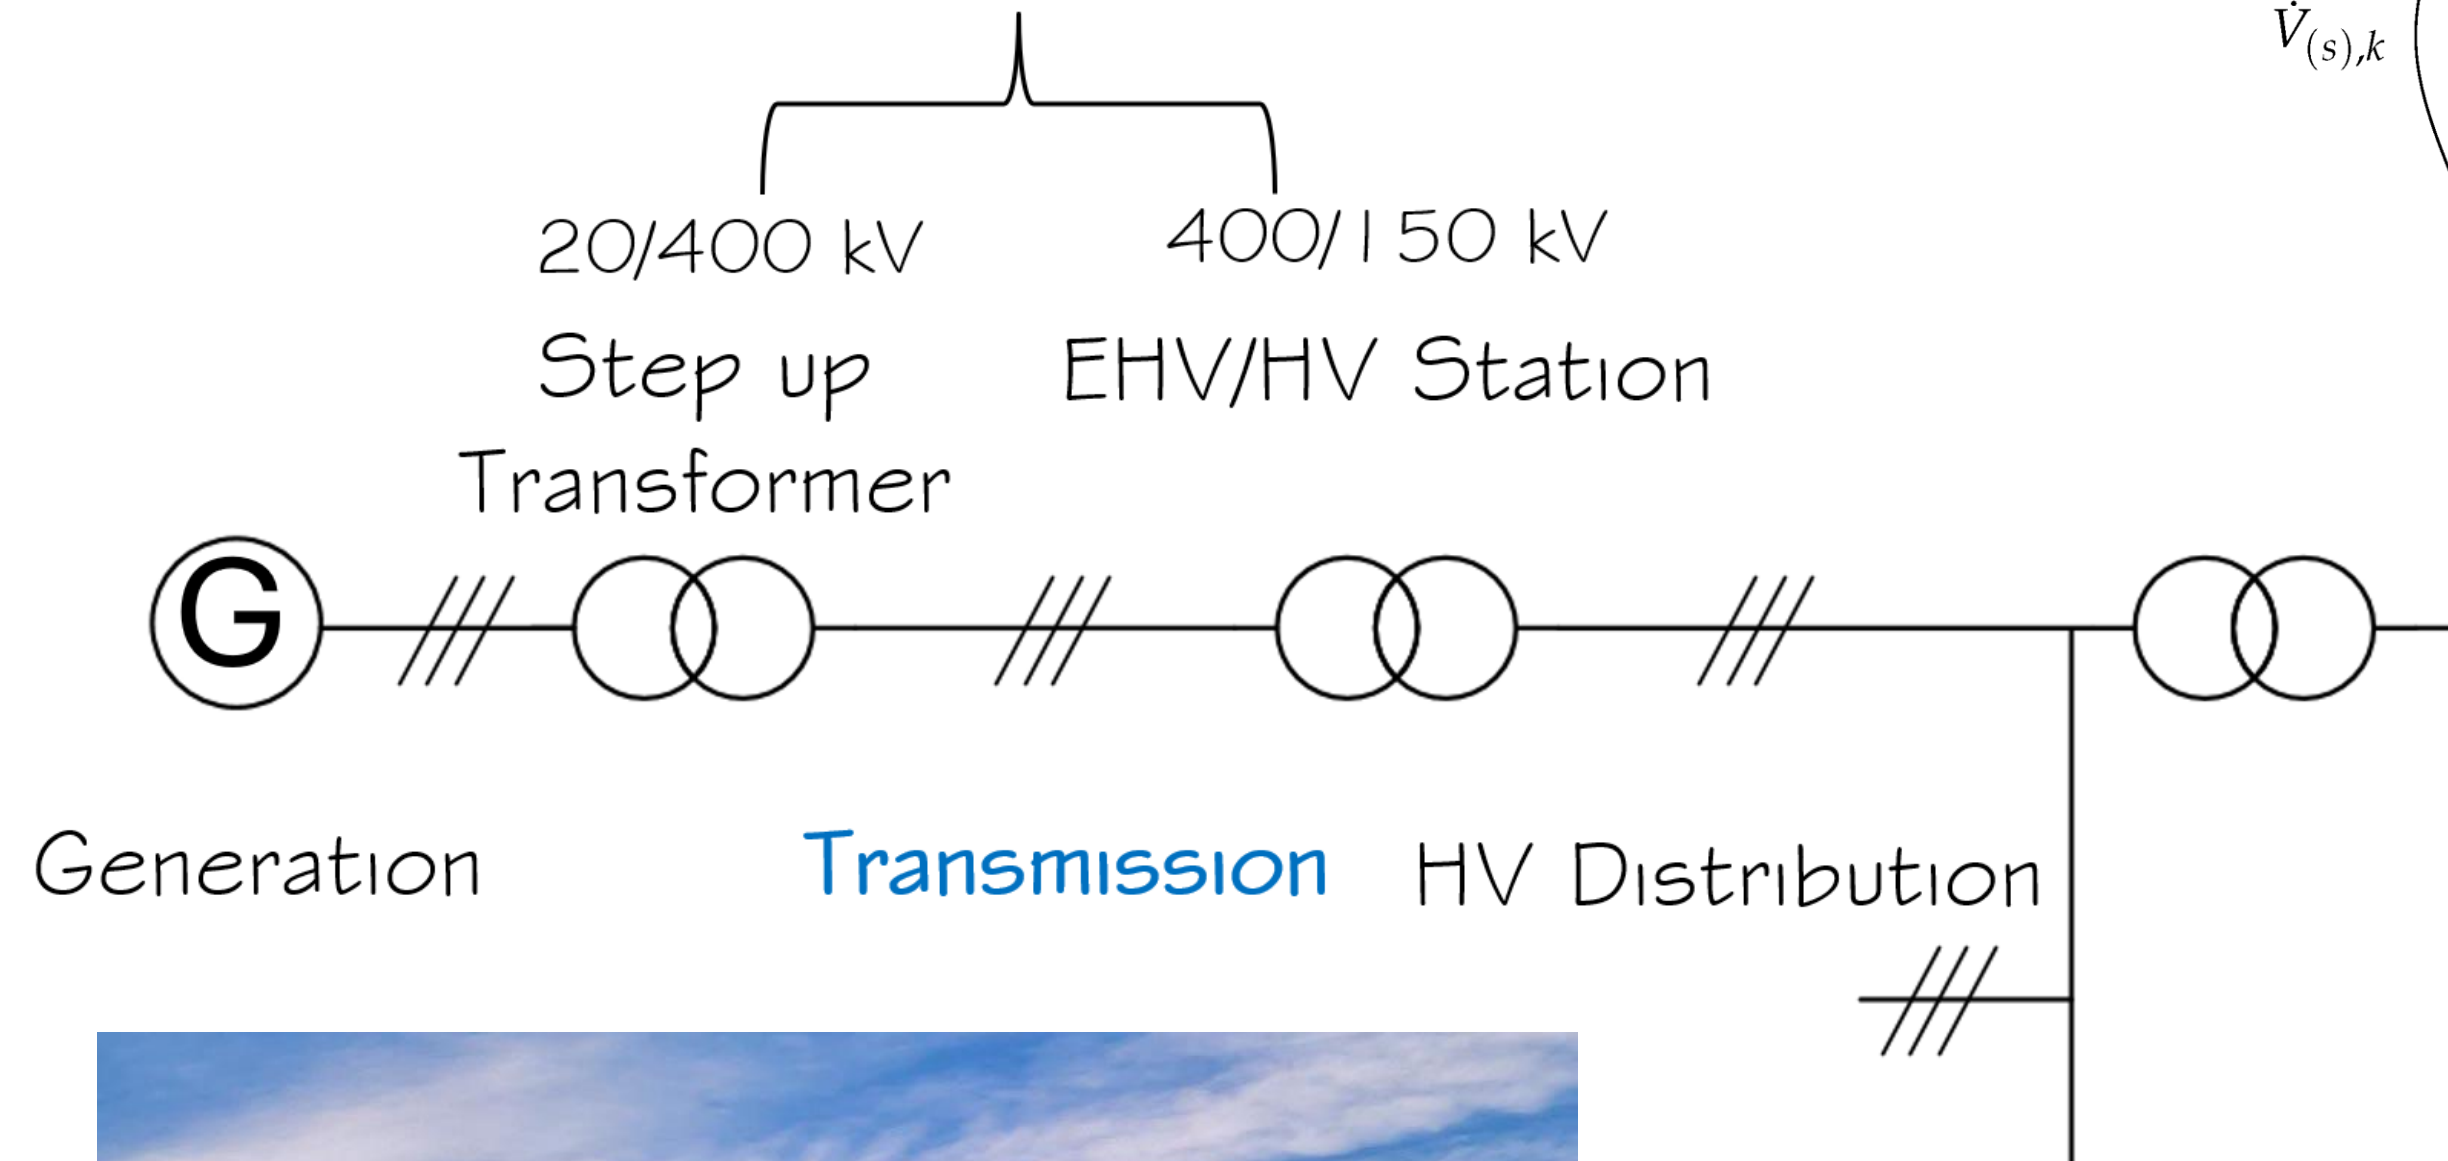 V̇(s),k
20/400 kV
400/150 kV
Step up
EHV/HV Station
Transformer
G
Generation
Transmission
HV Distribution